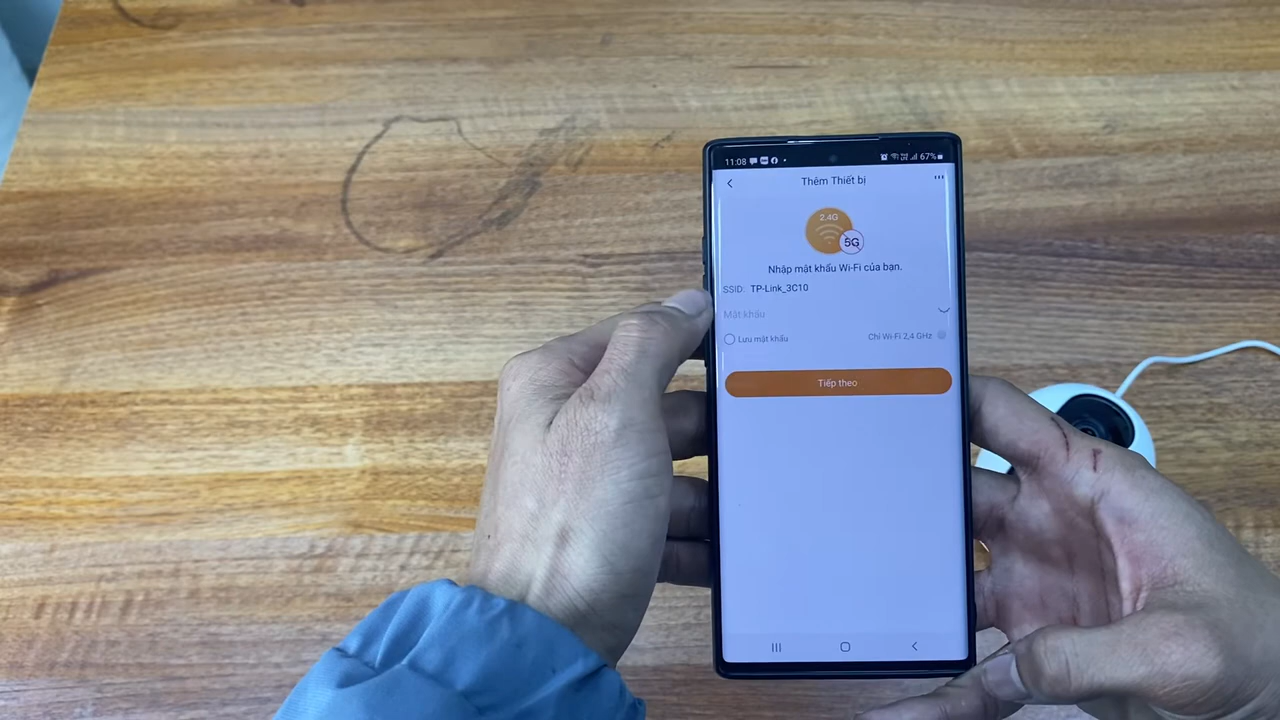 11:08
67%
Thêm Thiết bị
2.4G
5G
Nhập mật khẩu Wi-Fi của bạn.
SSID: TP-Link_3C10
Mật khẩu
Lưu mật khẩu
Chỉ Wi-Fi 2,4 GHz
Tiếp theo